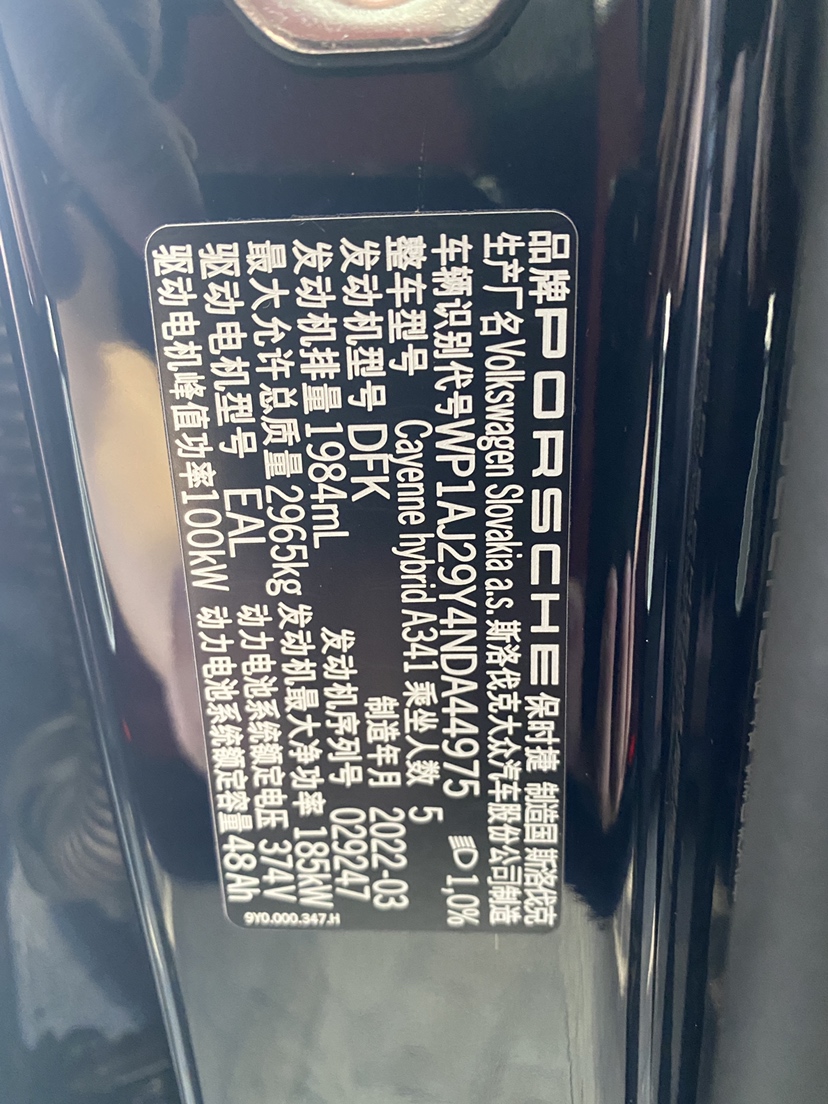 品牌 PORSCHE 保时捷 制造国 斯洛伐克
生产厂名 Volkswagen Slovakia a.s. 斯洛伐克大众汽车股份公司制造
车辆识别代号 WP1AJ29Y4NDA44975 1,0%
整车型号 Cayenne hybrid A341 乘坐人数 5
发动机型号 DFK 制造年月 2022-03
发动机排量 1984mL 发动机序列号 029247
最大允许总质量 2965kg 发动机最大净功率 185kW
驱动电机型号 EAL 动力电池系统额定电压 374V
驱动电机峰值功率 100kW 动力电池系统额定容量 48Ah
9Y0.000.347.H